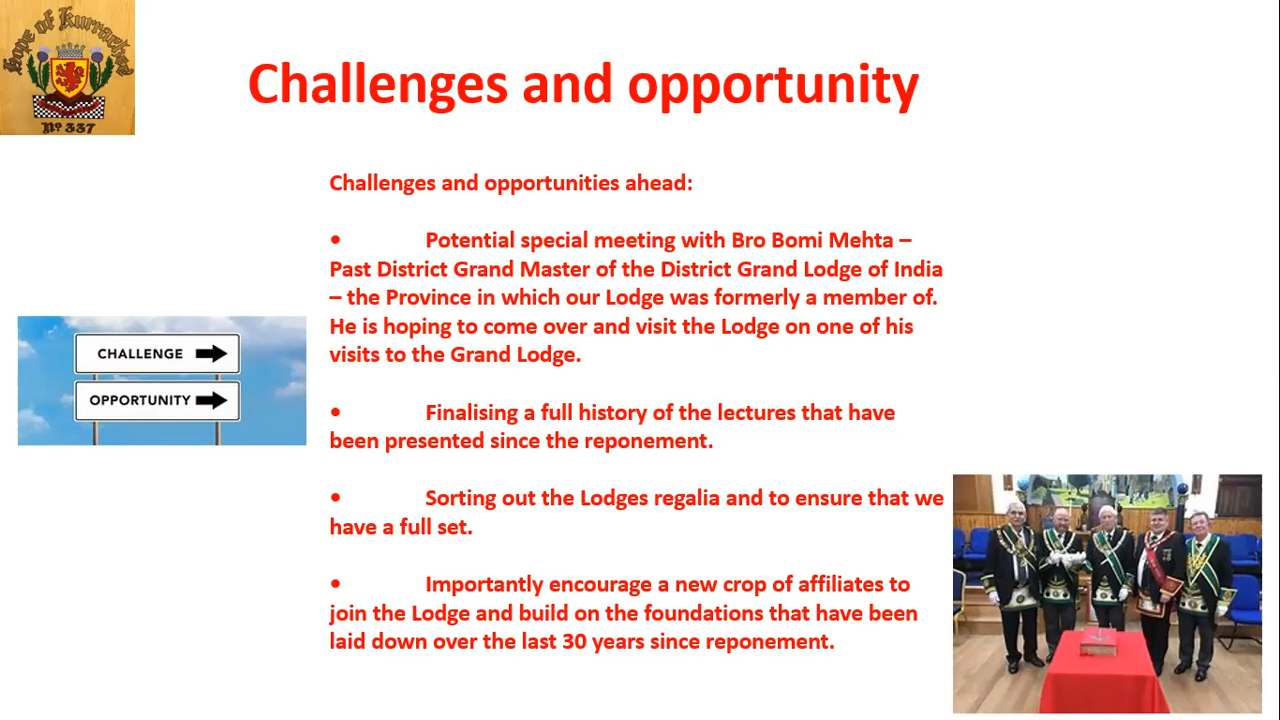 Hope of Kurrachee
No 337
Challenges and opportunity
Challenges and opportunities ahead:
• Potential special meeting with Bro Bomi Mehta –
Past District Grand Master of the District Grand Lodge of India
– the Province in which our Lodge was formerly a member of.
He is hoping to come over and visit the Lodge on one of his
visits to the Grand Lodge.
CHALLENGE
OPPORTUNITY
• Finalising a full history of the lectures that have
been presented since the reponement.
• Sorting out the Lodges regalia and to ensure that we
have a full set.
• Importantly encourage a new crop of affiliates to
join the Lodge and build on the foundations that have been
laid down over the last 30 years since reponement.